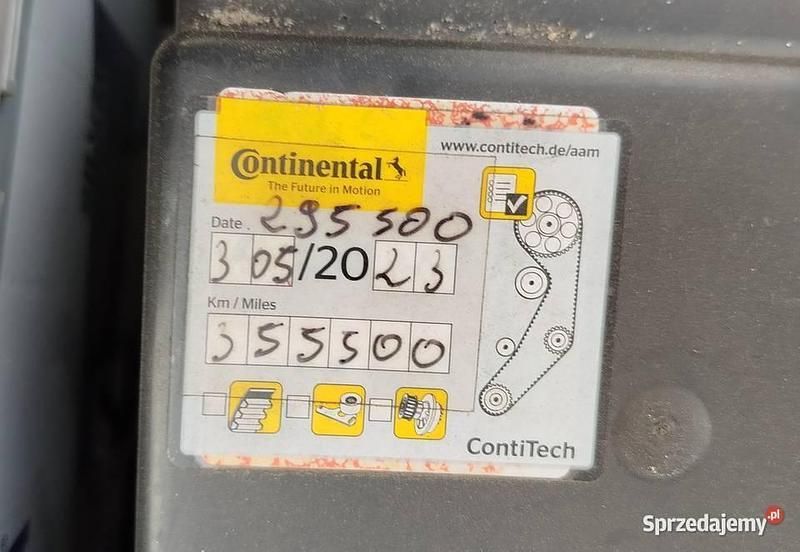 www.contitech.de/aam
Continental
The Future in Motion
Date . 295500
3 05/20 23
Km / Miles
355500
ContiTech
Sprzedajemy.pl